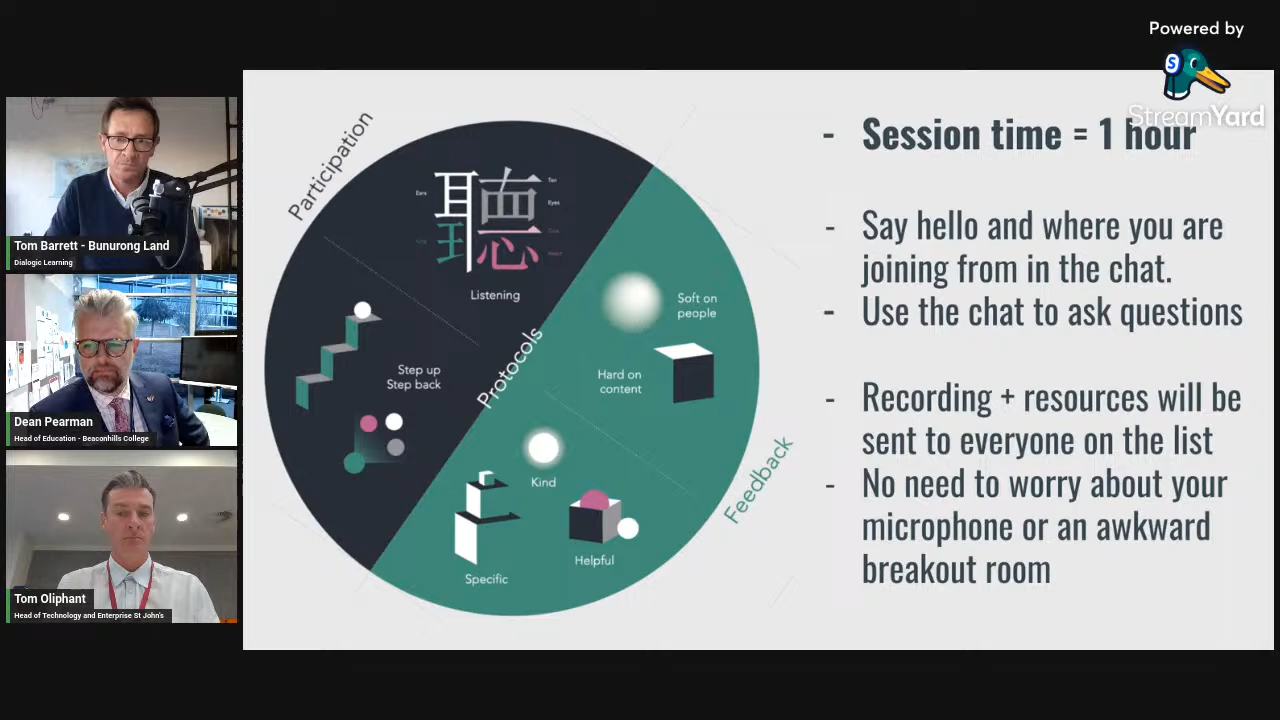 Powered by
StreamYard
Tom Barrett - Bunurong Land
Dialogic Learning
Dean Pearman
Head of Education - Beaconhills College
Tom Oliphant
Head of Technology and Enterprise St John's
Participation
聽
Ears
Ten
Eyes
Listening
Step up
Step back
Protocols
Soft on
people
Hard on
content
Kind
Specific
Helpful
Feedback
- Session time = 1 hour
- Say hello and where you are
joining from in the chat.
- Use the chat to ask questions
- Recording + resources will be
sent to everyone on the list
- No need to worry about your
microphone or an awkward
breakout room